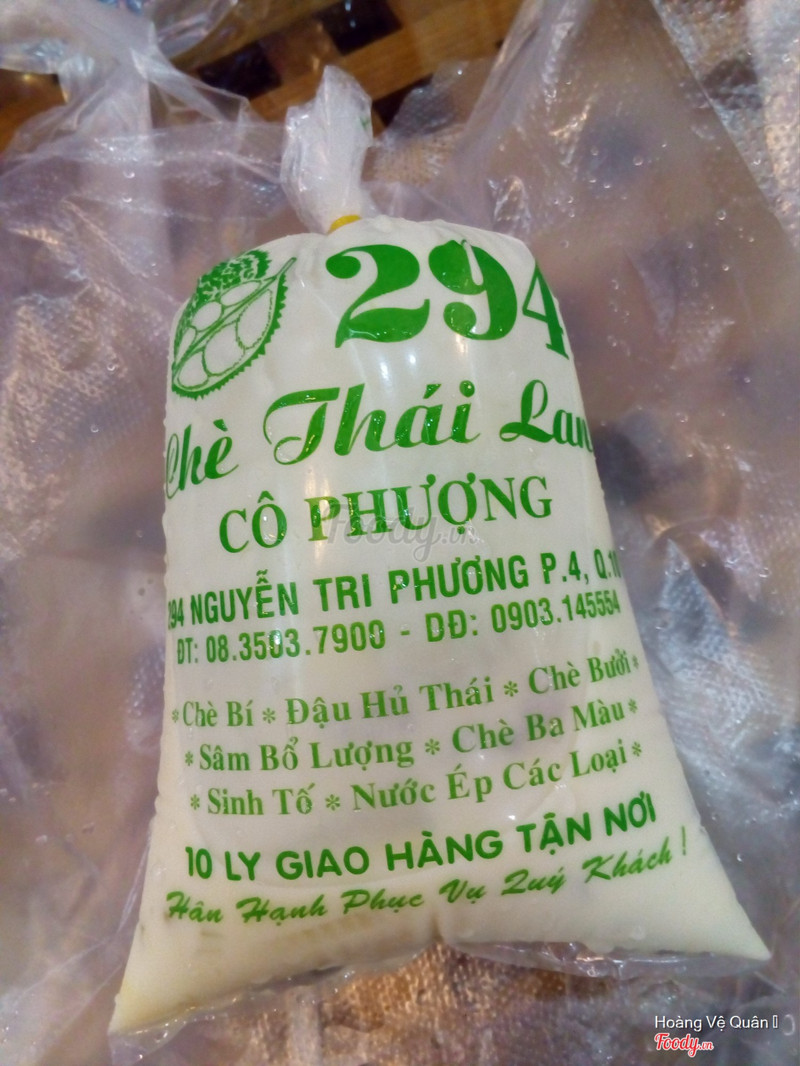 294
Chè Thái Lan
CÔ PHƯỢNG
294 NGUYỄN TRI PHƯƠNG P.4, Q.10
ĐT: 08.3503.7900 - DĐ: 0903.145554
* Chè Bí * Đậu Hủ Thái * Chè Bưởi *
* Sâm Bổ Lượng * Chè Ba Màu *
* Sinh Tố * Nước Ép Các Loại *
10 LY GIAO HÀNG TẬN NƠI
Hân Hạnh Phục Vụ Quý Khách!
Foody.vn
Hoàng Vệ Quân
Foody.vn